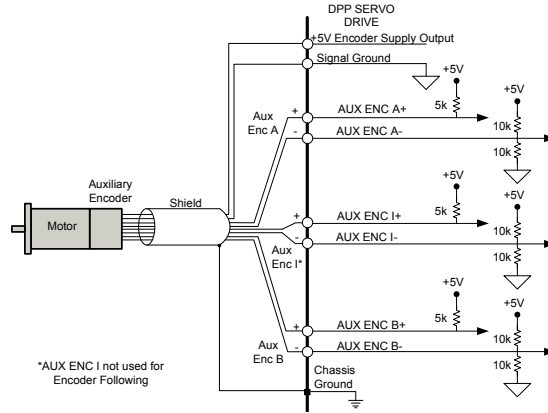 DPP SERVO
DRIVE
+5V Encoder Supply Output
Signal Ground
+5V
5k
+5V
10k
10k
Aux
Enc A
+
-
AUX ENC A+
AUX ENC A-
Auxiliary
Encoder
Shield
Motor
+5V
5k
+5V
10k
10k
+
-
AUX ENC I+
AUX ENC I-
Aux
Enc I*
+5V
5k
+5V
10k
10k
+
-
AUX ENC B+
AUX ENC B-
Aux
Enc B
*AUX ENC I not used for
Encoder Following
Chassis
Ground